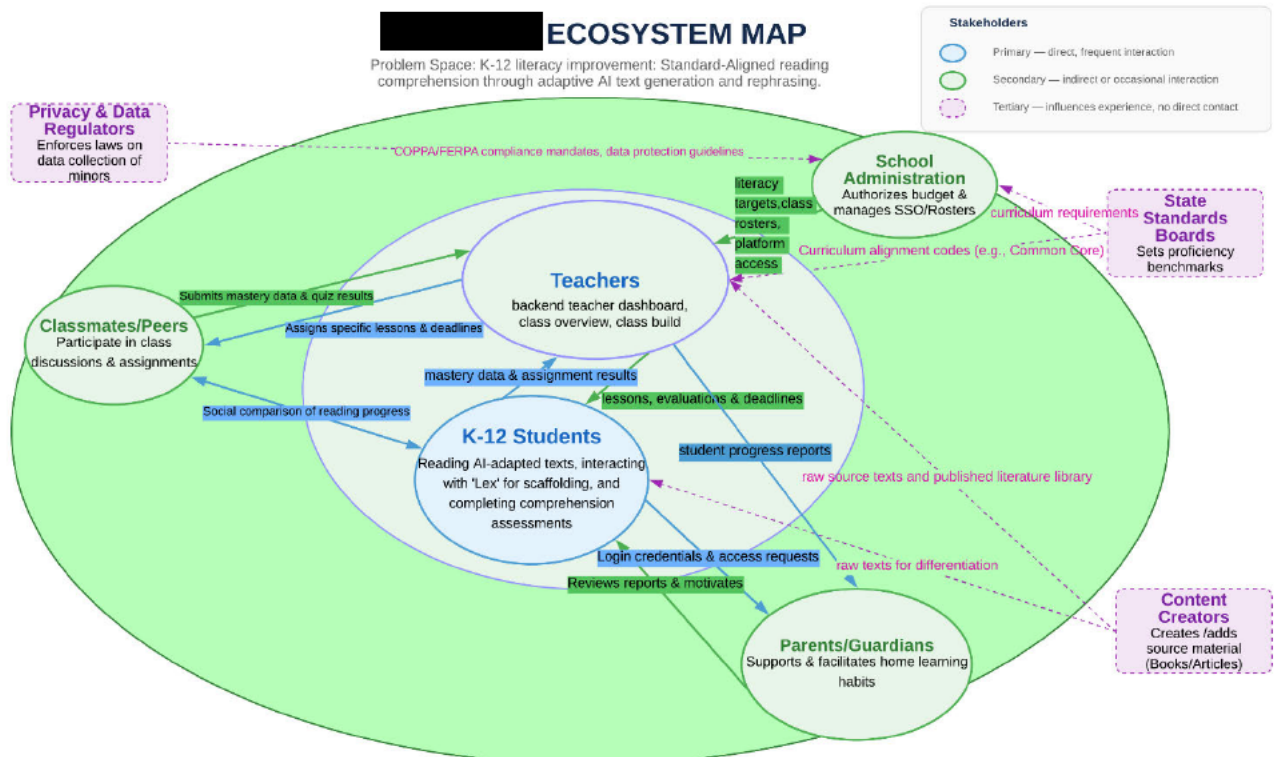 ECOSYSTEM MAP
Problem Space: K-12 literacy improvement: Standard-Aligned reading
comprehension through adaptive AI text generation and rephrasing.
Stakeholders
Primary — direct, frequent interaction
Secondary — indirect or occasional interaction
Tertiary — influences experience, no direct contact
Privacy & Data
Regulators
Enforces laws on
data collection of
minors
COPPA/FERPA compliance mandates, data protection guidelines
School
Administration
Authorizes budget &
manages SSO/Rosters
literacy
targets,class
rosters,
platform
access
curriculum requirements
Curriculum alignment codes (e.g., Common Core)
State
Standards
Boards
Sets proficiency
benchmarks
Teachers
backend teacher dashboard,
class overview, class build
Submits mastery data & quiz results
Assigns specific lessons & deadlines
Classmates/Peers
Participate in class
discussions & assignments
mastery data & assignment results
lessons, evaluations & deadlines
Social comparison of reading progress
K-12 Students
Reading AI-adapted texts, interacting
with 'Lex' for scaffolding, and
completing comprehension
assessments
student progress reports
raw source texts and published literature library
Login credentials & access requests
raw texts for differentiation
Reviews reports & motivates
Parents/Guardians
Supports & facilitates home learning
habits
Content
Creators
Creates /adds
source material
(Books/Articles)